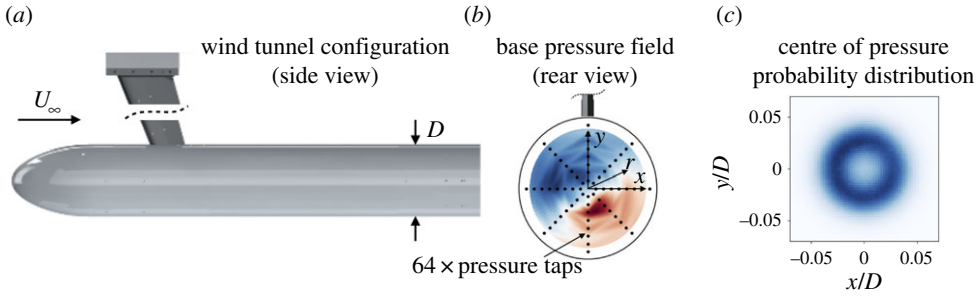 (a)
wind tunnel configuration
(side view)
U∞
D
(b)
base pressure field
(rear view)
y
r
x
64 × pressure taps
(c)
centre of pressure
probability distribution
y/D
0.05
0
−0.05
−0.05 0 0.05
x/D